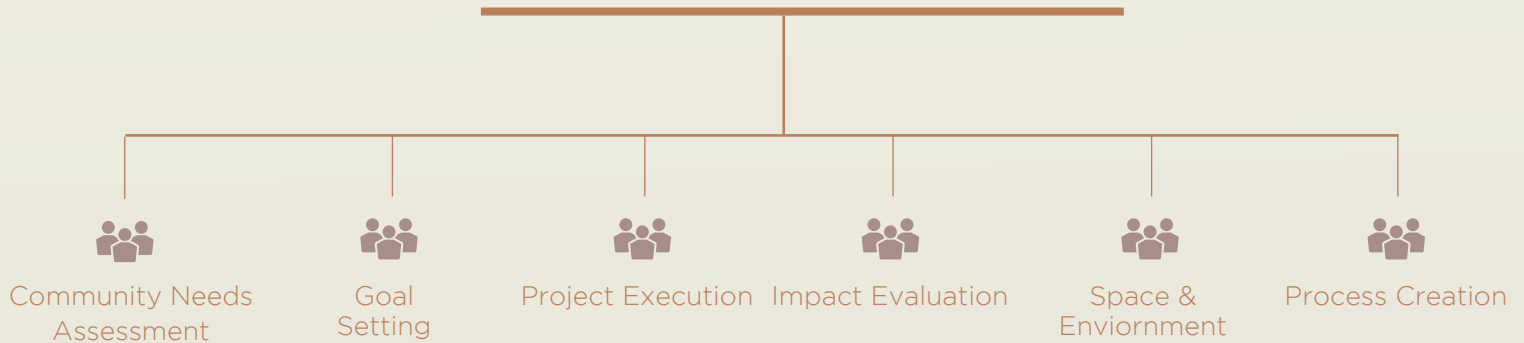 Community Needs
Assessment
Goal
Setting
Project Execution
Impact Evaluation
Space &
Enviornment
Process Creation